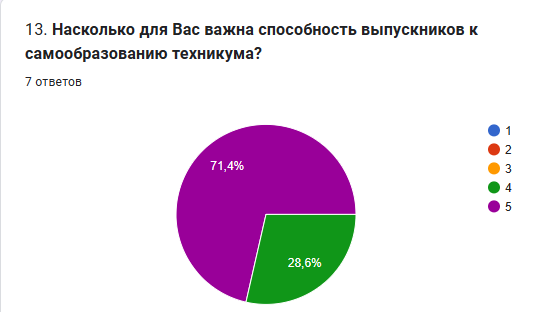 13. Насколько для Вас важна способность выпускников к
самообразованию техникума?
7 ответов
71,4%
28,6%
1
2
3
4
5